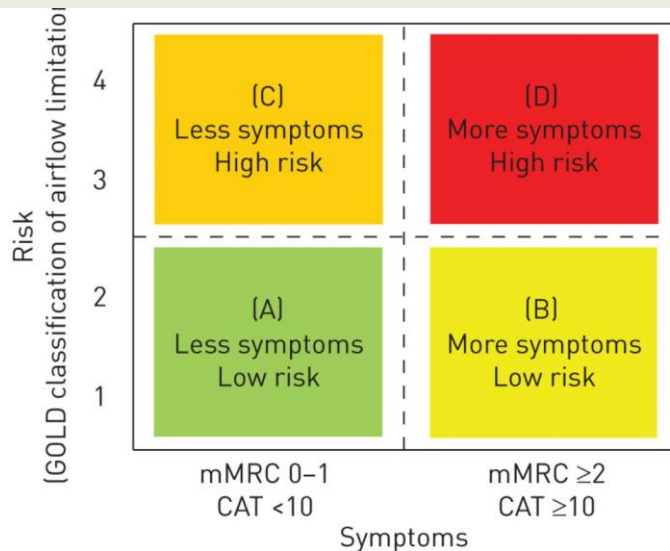 Risk
(GOLD classification of airflow limitation
4
3
2
1
(C)
Less symptoms
High risk
(D)
More symptoms
High risk
(A)
Less symptoms
Low risk
(B)
More symptoms
Low risk
mMRC 0–1
CAT <10
mMRC ≥2
CAT ≥10
Symptoms